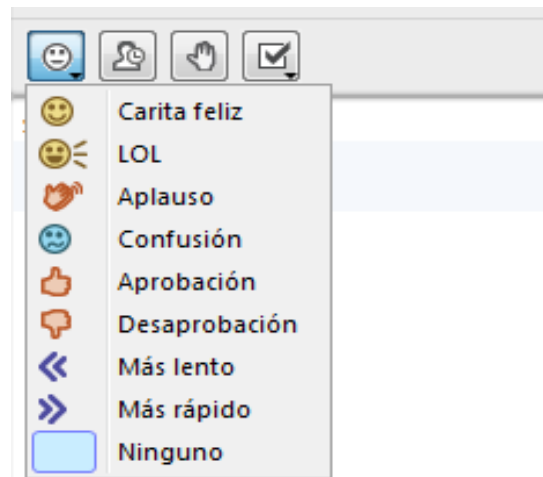 Carita feliz
LOL
Aplauso
Confusión
Aprobación
Desaprobación
Más lento
Más rápido
Ninguno